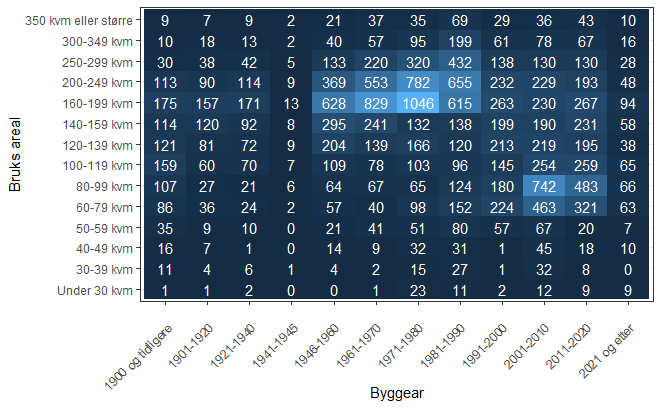 350 kvm eller større 9 7 9 2 21 37 35 69 29 36 43 10
300-349 kvm 10 18 13 2 40 57 95 199 61 78 67 16
250-299 kvm 30 38 42 5 133 220 320 432 138 130 130 28
200-249 kvm 113 90 114 9 369 553 782 655 232 229 193 48
160-199 kvm 175 157 171 13 628 829 1046 615 263 230 267 94
140-159 kvm 114 120 92 8 295 241 132 138 199 190 231 58
120-139 kvm 121 81 72 9 204 139 166 120 213 219 195 38
100-119 kvm 159 60 70 7 109 78 103 96 145 254 259 65
80-99 kvm 107 27 21 6 64 67 65 124 180 742 483 66
60-79 kvm 86 36 24 2 57 40 98 152 224 463 321 63
50-59 kvm 35 9 10 0 21 41 51 80 57 67 20 7
40-49 kvm 16 7 1 0 14 9 32 31 1 45 18 10
30-39 kvm 11 4 6 1 4 2 15 27 1 32 8 0
Under 30 kvm 1 1 2 0 0 1 23 11 2 12 9 9
Bruks areal
1900 og tidligere 1901-1920 1921-1940 1941-1945 1946-1960 1961-1970 1971-1980 1981-1990 1991-2000 2001-2010 2011-2020 2021 og etter
Byggear